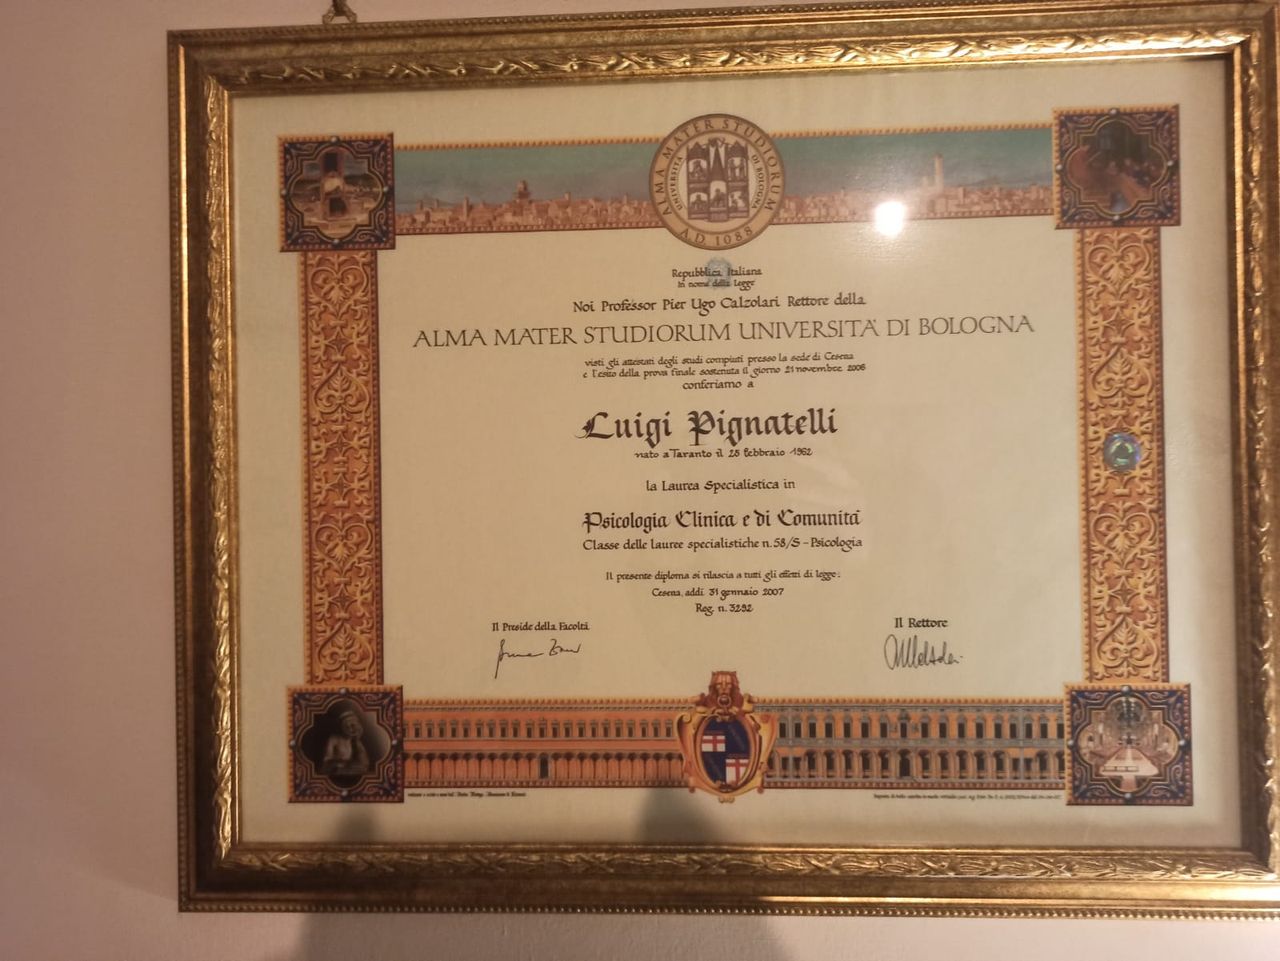 ALMA MATER STUDIORUM
UNIVERSITÀ DI BOLOGNA
A.D. 1088
Repubblica Italiana
In nome della Legge
Noi Professor Pier Ugo Calzolari Rettore della
ALMA MATER STUDIORUM UNIVERSITA' DI BOLOGNA
visti gli attestati degli studi compiuti presso la sede di Cesena
e l'esito della prova finale sostenuta il giorno 21 novembre 2006
conferiamo a
Luigi Pignatelli
nato a Taranto il 25 febbraio 1962
la Laurea Specialistica in
Psicologia Clinica e di Comunità
Classe delle lauree specialistiche n. 58/S - Psicologia
Il presente diploma si rilascia a tutti gli effetti di legge:
Cesena, addì 31 gennaio 2007
Reg. n. 3292
Il Preside della Facoltà
Il Rettore